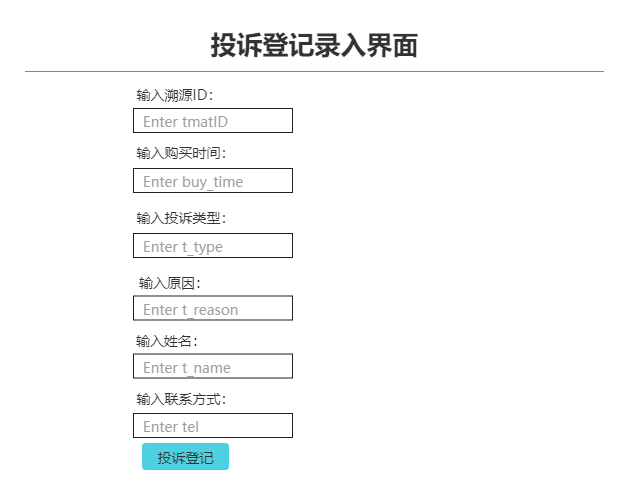 投诉登记录入界面
输入溯源ID：
Enter tmatID
输入购买时间：
Enter buy_time
输入投诉类型：
Enter t_type
输入原因：
Enter t_reason
输入姓名：
Enter t_name
输入联系方式：
Enter tel
投诉登记